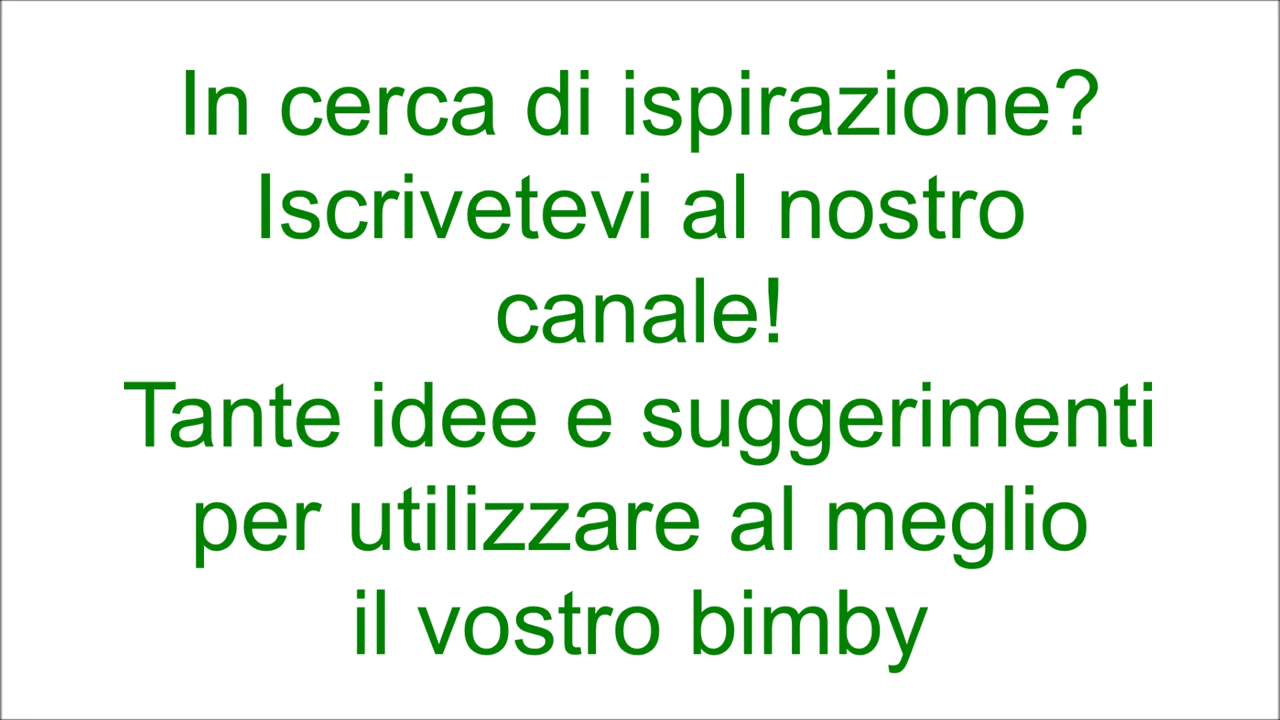 In cerca di ispirazione?
Iscrivetevi al nostro
canale!
Tante idee e suggerimenti
per utilizzare al meglio
il vostro bimby